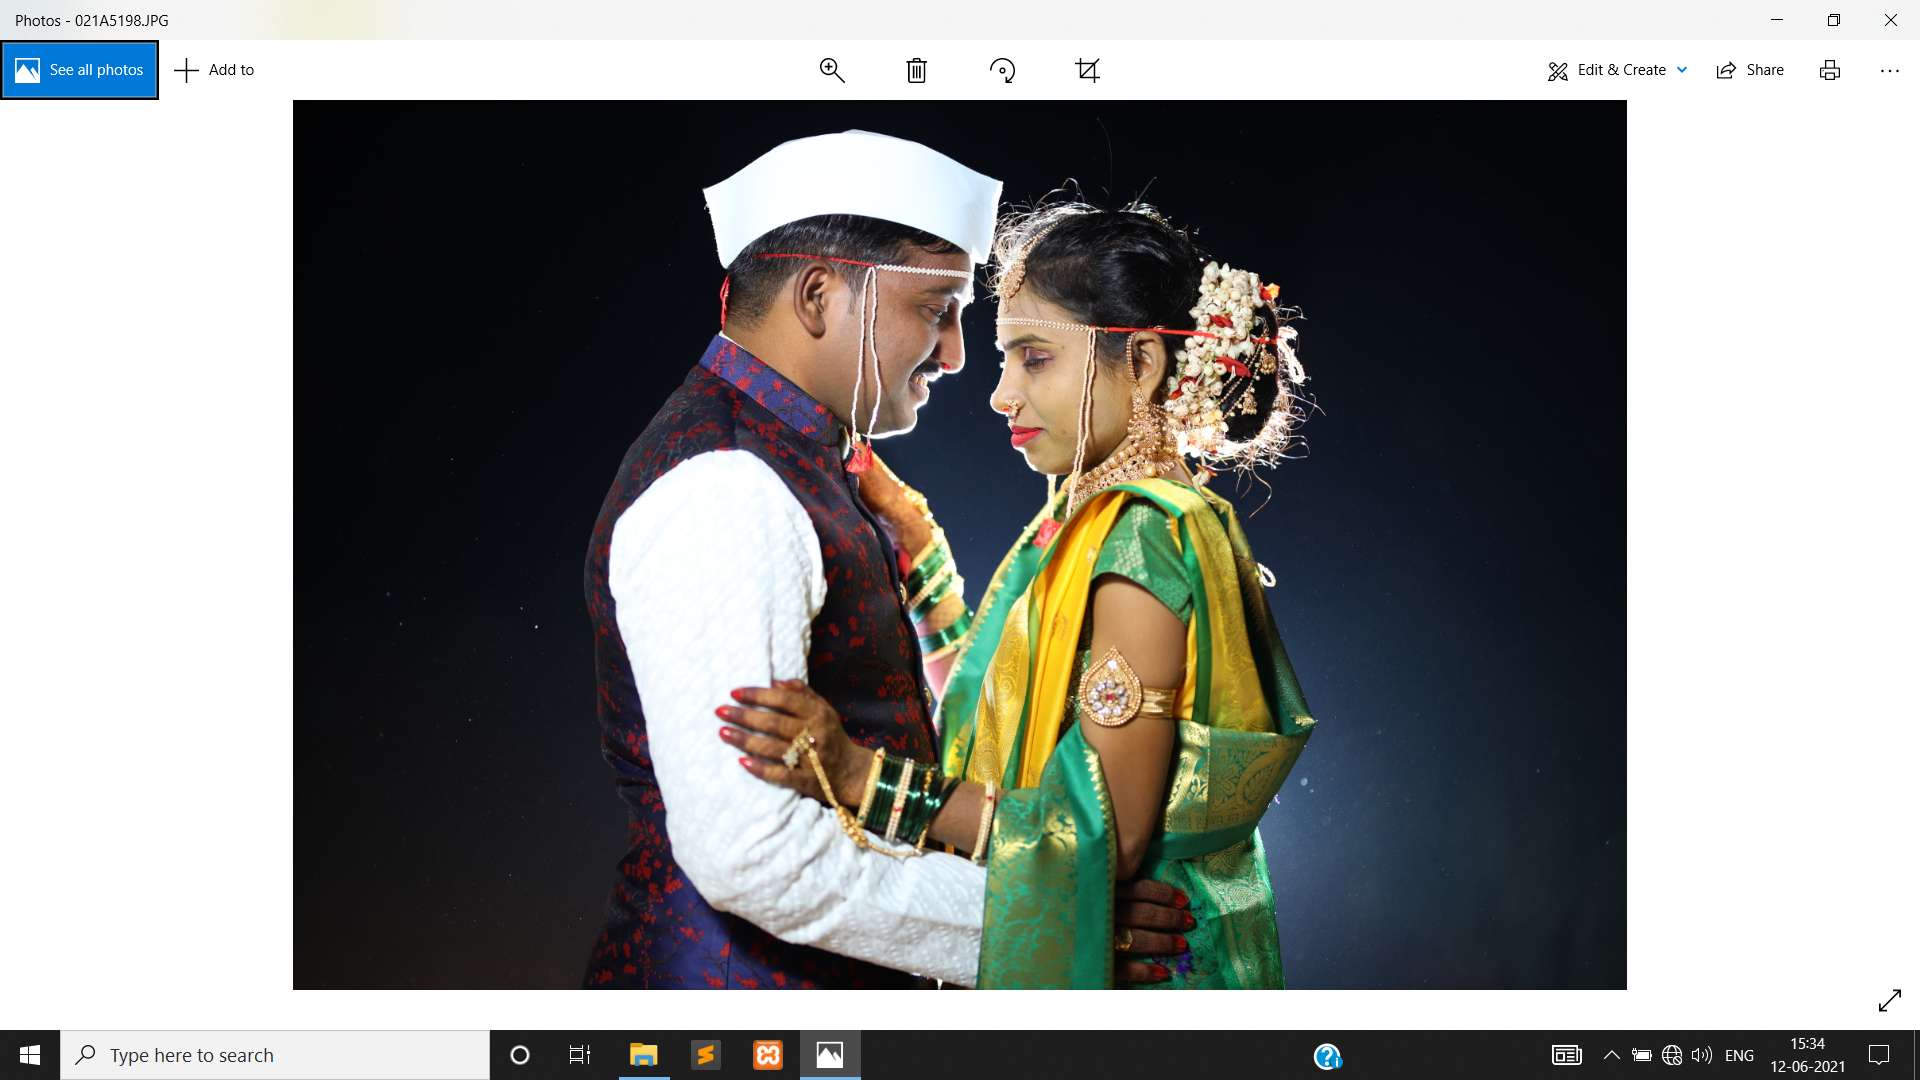 Photos - 021A5198.JPG
See all photos
Add to
Edit & Create
Share
Type here to search
ENG
15:34
12-06-2021